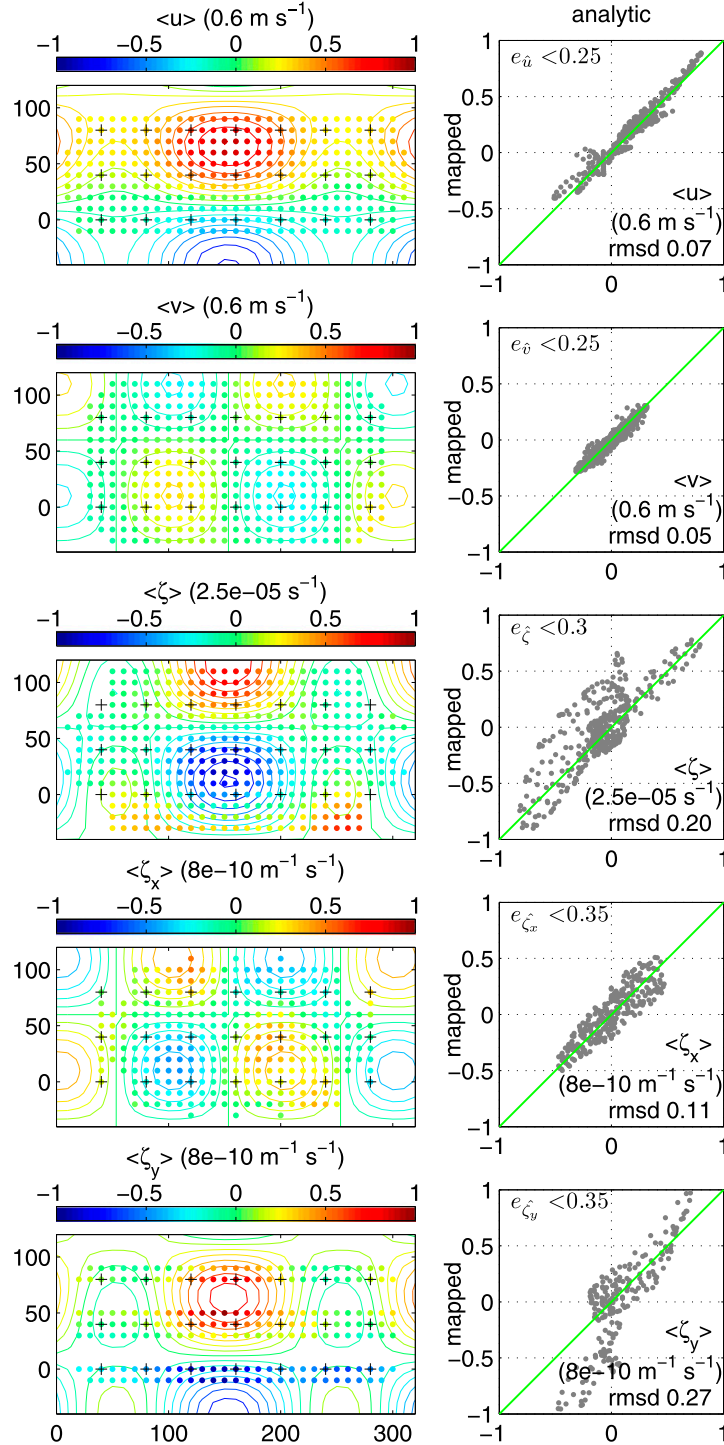 <u> (0.6 m s⁻¹)
−1 −0.5 0 0.5 1
100
50
0
analytic
mapped
1
0.5
0
−0.5
−1
e_û <0.25
<u>
(0.6 m s⁻¹)
rmsd 0.07
−1 0 1
<v> (0.6 m s⁻¹)
−1 −0.5 0 0.5 1
100
50
0
mapped
1
0.5
0
−0.5
−1
e_v̂ <0.25
<v>
(0.6 m s⁻¹)
rmsd 0.05
−1 0 1
<ζ> (2.5e−05 s⁻¹)
−1 −0.5 0 0.5 1
100
50
0
mapped
1
0.5
0
−0.5
−1
e_ζ̂ <0.3
<ζ>
(2.5e−05 s⁻¹)
rmsd 0.20
−1 0 1
<ζₓ> (8e−10 m⁻¹ s⁻¹)
−1 −0.5 0 0.5 1
100
50
0
mapped
1
0.5
0
−0.5
−1
e_ζ̂ₓ <0.35
<ζₓ>
(8e−10 m⁻¹ s⁻¹)
rmsd 0.11
−1 0 1
<ζ_y> (8e−10 m⁻¹ s⁻¹)
−1 −0.5 0 0.5 1
100
50
0
0 100 200 300
mapped
1
0.5
0
−0.5
−1
e_ζ̂_y <0.35
<ζ_y>
(8e−10 m⁻¹ s⁻¹)
rmsd 0.27
−1 0 1